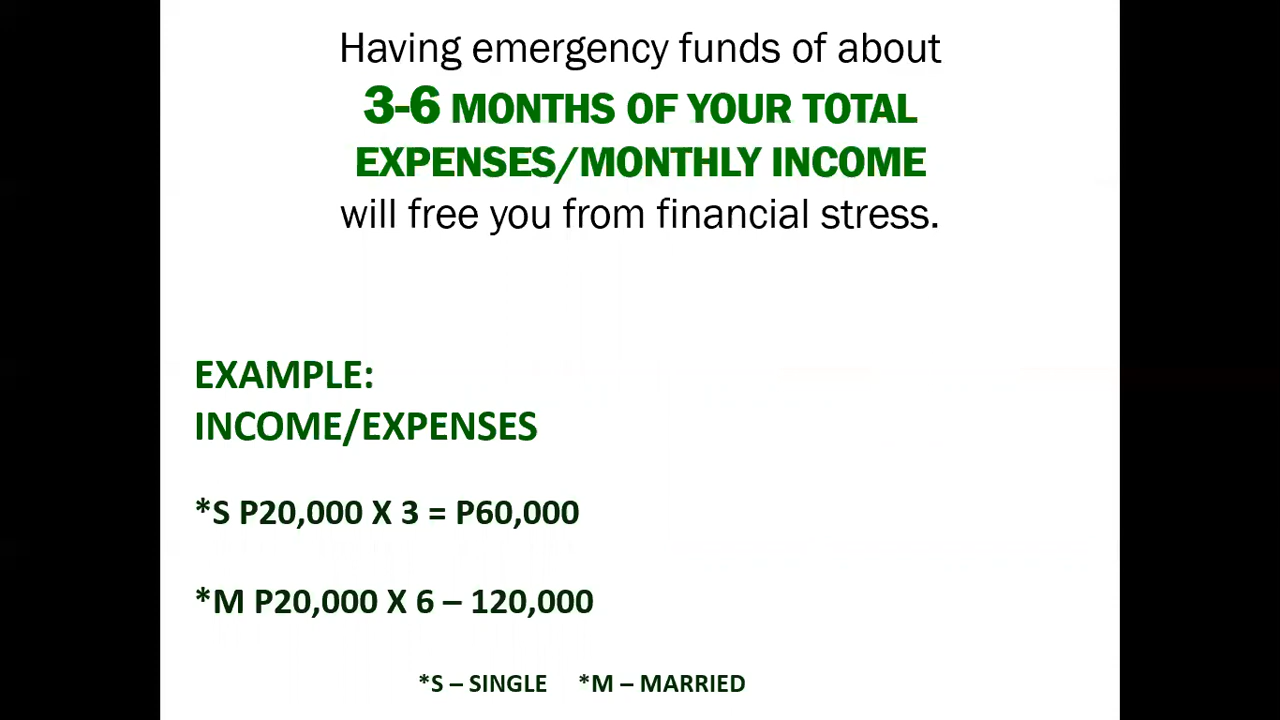 Having emergency funds of about
3-6 MONTHS OF YOUR TOTAL
EXPENSES/MONTHLY INCOME
will free you from financial stress.
EXAMPLE:
INCOME/EXPENSES
*S P20,000 X 3 = P60,000
*M P20,000 X 6 – 120,000
*S – SINGLE *M – MARRIED